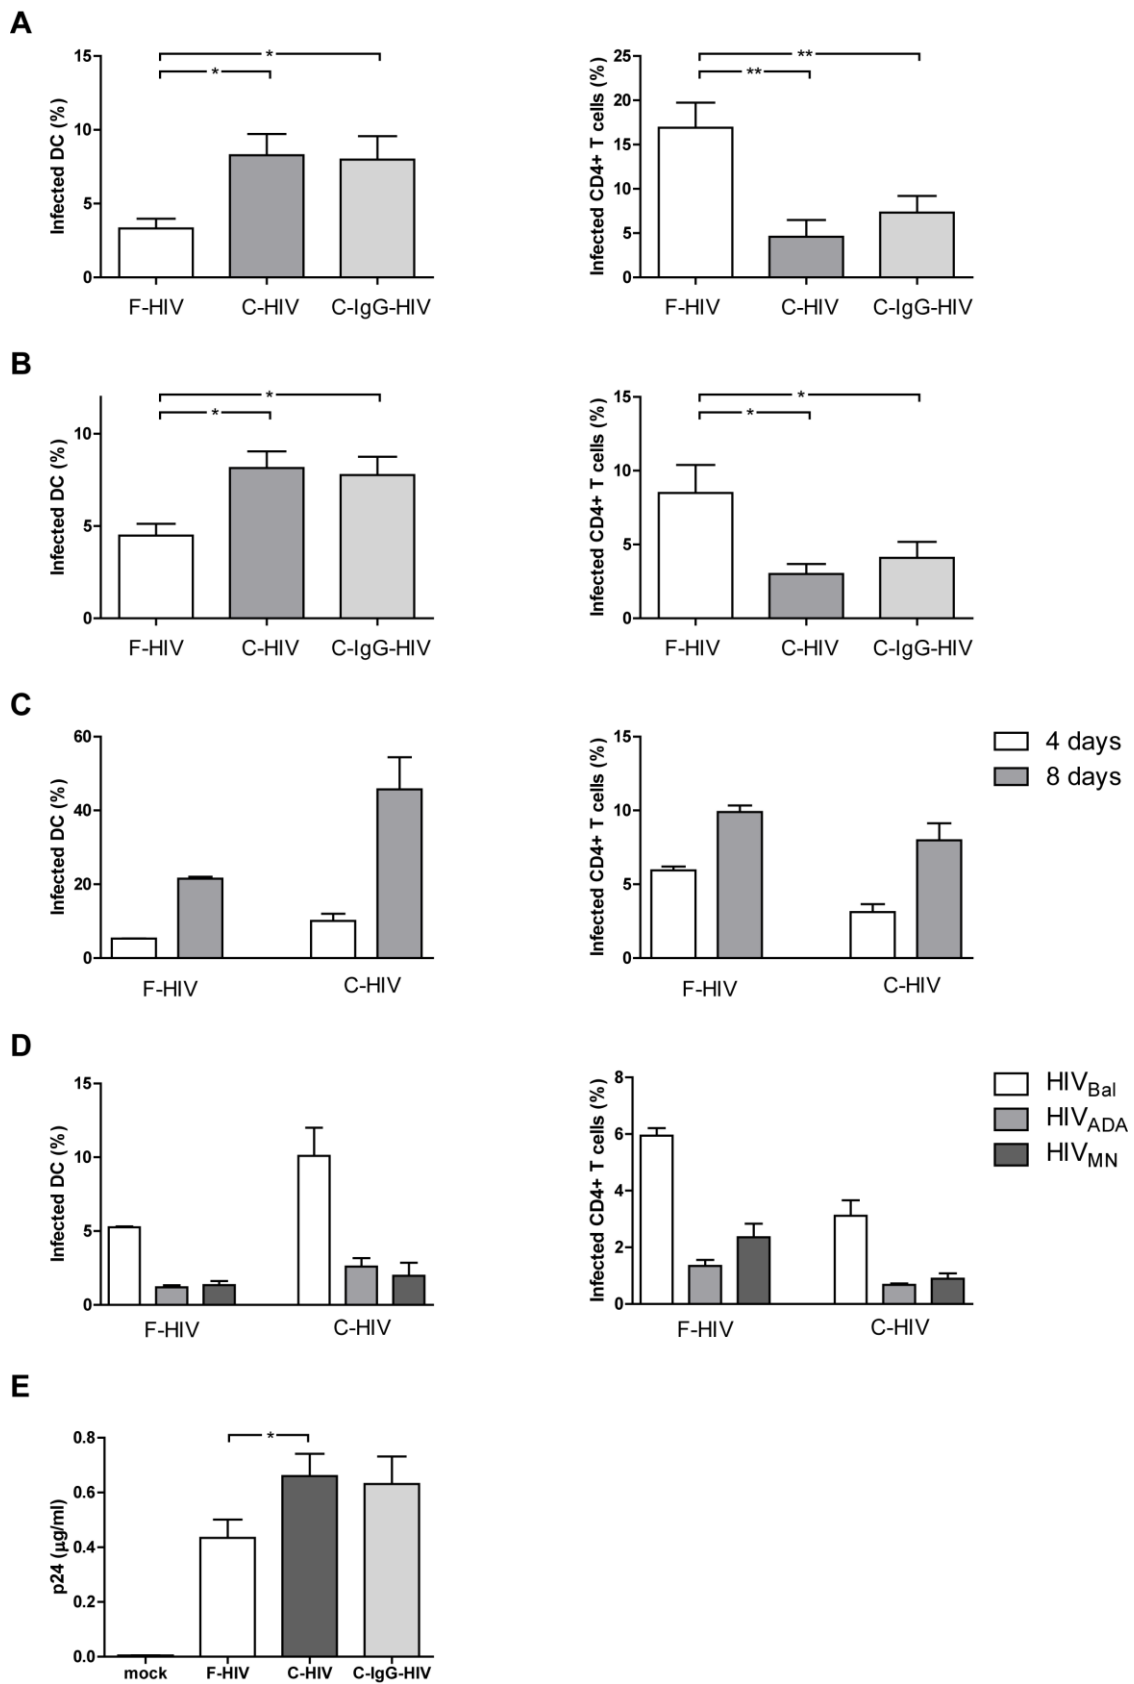 A
15
10
5
0
Infected DC (%)
*
*
F-HIV C-HIV C-IgG-HIV
25
20
15
10
5
0
Infected CD4+ T cells (%)
**
**
F-HIV C-HIV C-IgG-HIV
B
10
5
0
Infected DC (%)
*
*
F-HIV C-HIV C-IgG-HIV
15
10
5
0
Infected CD4+ T cells (%)
*
*
F-HIV C-HIV C-IgG-HIV
C
60
40
20
0
Infected DC (%)
F-HIV C-HIV
15
10
5
0
Infected CD4+ T cells (%)
F-HIV C-HIV
4 days
8 days
D
15
10
5
0
Infected DC (%)
F-HIV C-HIV
8
6
4
2
0
Infected CD4+ T cells (%)
F-HIV C-HIV
HIVBal
HIVADA
HIVMN
E
0.8
0.6
0.4
0.2
0.0
p24 (µg/ml)
*
mock F-HIV C-HIV C-IgG-HIV